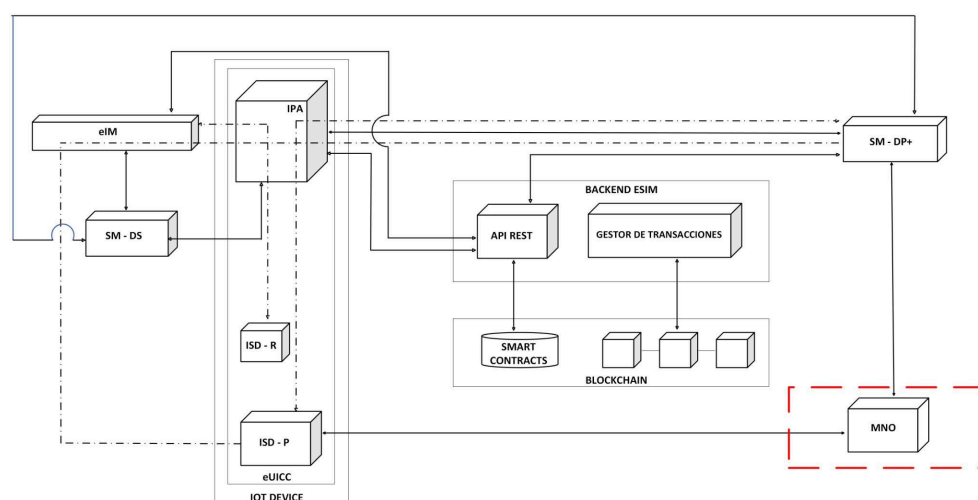 IPA
eIM
SM - DP+
BACKEND ESIM
SM - DS
API REST
GESTOR DE TRANSACCIONES
ISD - R
SMART
CONTRACTS
BLOCKCHAIN
ISD - P
MNO
eUICC
IOT DEVICE